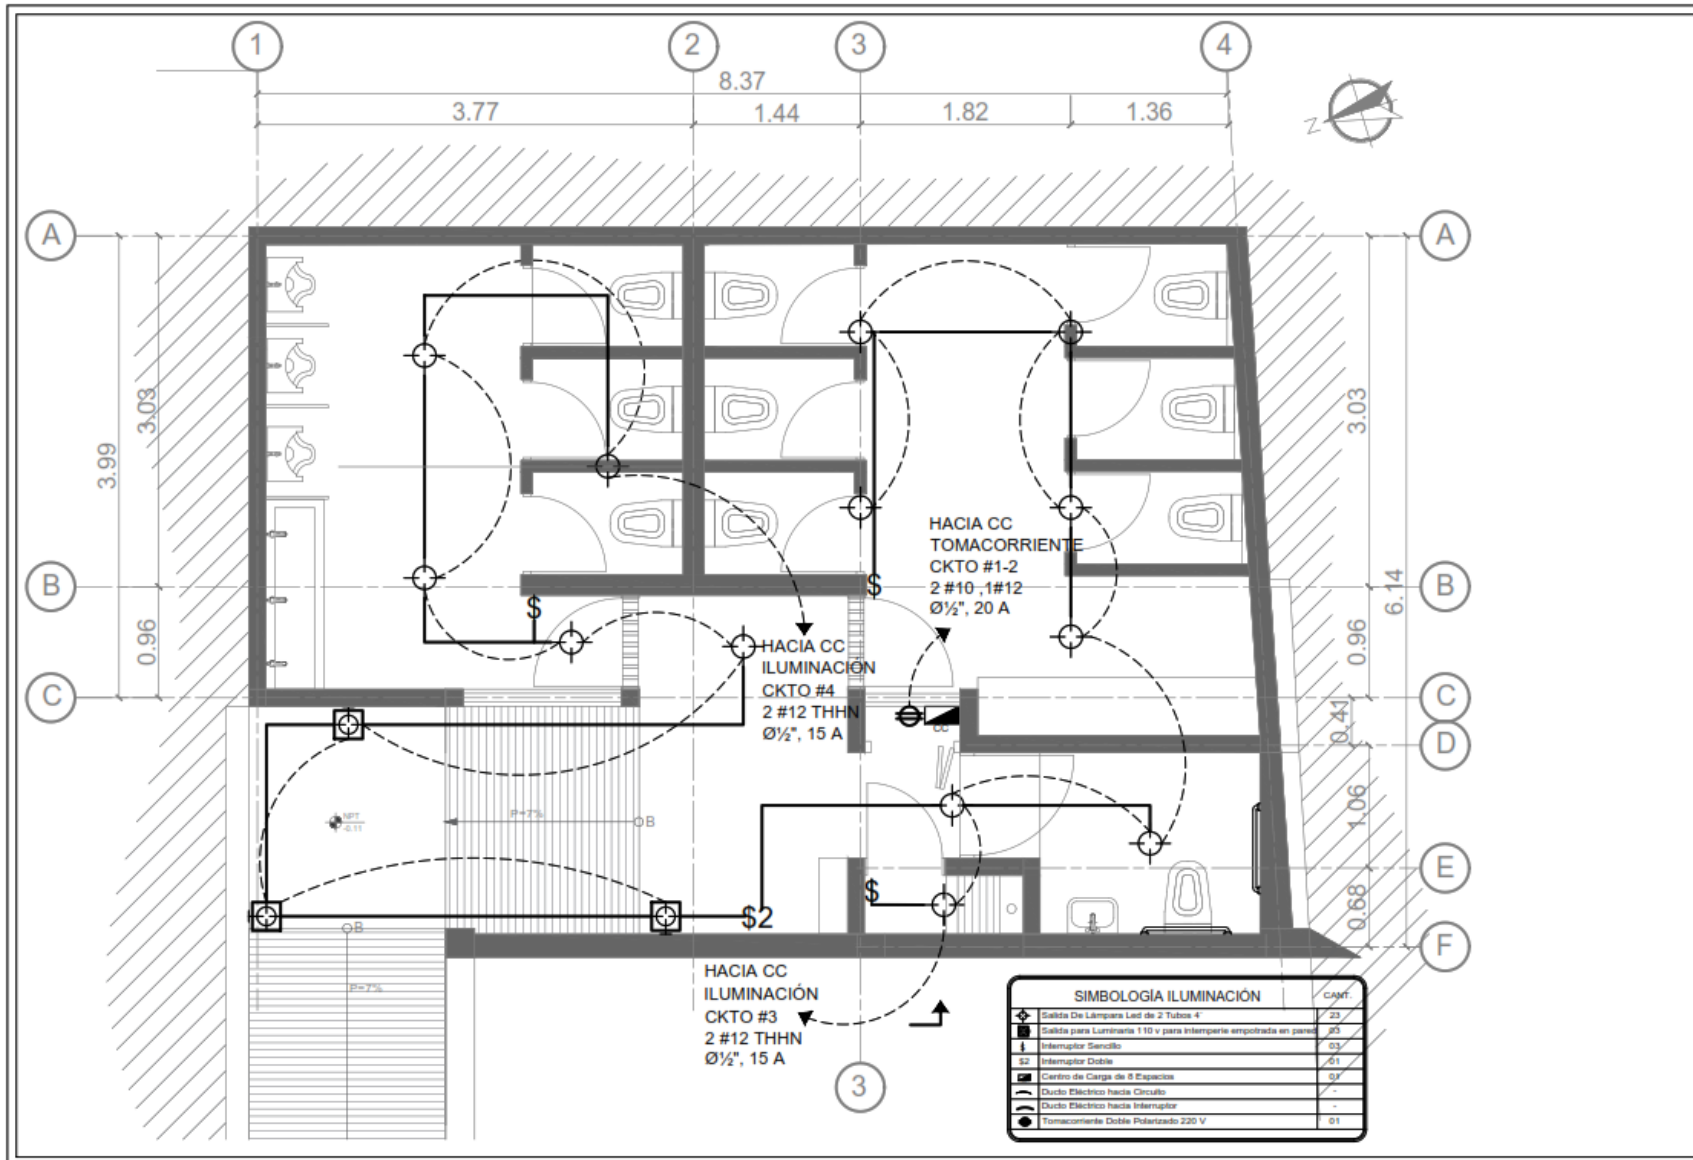 1
2
3
4
8.37
3.77
1.44
1.82
1.36
N
A
A
3.03
3.99
3.03
HACIA CC
TOMACORRIENTE
CKTO #1-2
2 #10 ,1#12
Ø½", 20 A
B
$
$
B
6.14
0.96
0.96
HACIA CC
ILUMINACIÓN
CKTO #4
2 #12 THHN
Ø½", 15 A
C
C
CC
0.41
D
NPT
-0.11
P=7%
B
1.06
E
$
0.68
$2
B
F
P=7%
HACIA CC
ILUMINACIÓN
CKTO #3
2 #12 THHN
Ø½", 15 A
3
SIMBOLOGÍA ILUMINACIÓN CANT.
Salida De Lámpara Led de 2 Tubos 4' 23
Salida para Luminaria 110 v para intemperie empotrada en pared 03
$ Interruptor Sencillo 03
$2 Interruptor Doble 01
Centro de Carga de 8 Espacios 01
Ducto Eléctrico hacia Circuito -
Ducto Eléctrico hacia Interruptor -
Tomacorriente Doble Polarizado 220 V 01